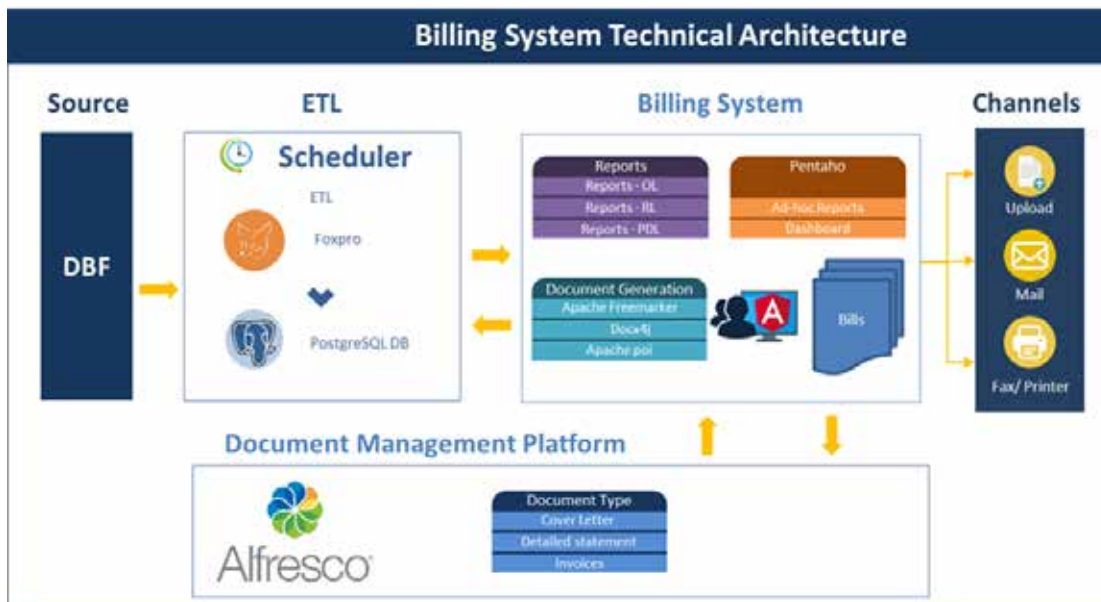 Billing System Technical Architecture
Source
ETL
Billing System
Channels
DBF
Scheduler
ETL
Foxpro
PostgreSQL DB
Reports
Reports - OL
Reports - RL
Reports - PDL
Pentaho
Ad-hoc Reports
Dashboard
Document Generation
Apache Freemarker
Docx4j
Apache poi
A
Bills
Upload
Mail
Fax/ Printer
Document Management Platform
Alfresco
Document Type
Cover Letter
Detailed statement
Invoices